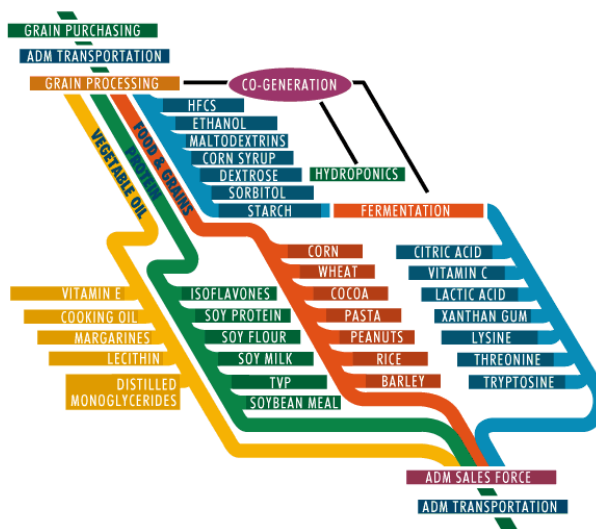 GRAIN PURCHASING
ADM TRANSPORTATION
GRAIN PROCESSING
CO-GENERATION
HFCS
ETHANOL
MALTODEXTRINS
CORN SYRUP
DEXTROSE
SORBITOL
STARCH
HYDROPONICS
FERMENTATION
VEGETABLE OIL
PROTEIN
FOOD & GRAINS
VITAMIN E
COOKING OIL
MARGARINES
LECITHIN
DISTILLED
MONOGLYCERIDES
ISOFLAVONES
SOY PROTEIN
SOY FLOUR
SOY MILK
TVP
SOYBEAN MEAL
CORN
WHEAT
COCOA
PASTA
PEANUTS
RICE
BARLEY
CITRIC ACID
VITAMIN C
LACTIC ACID
XANTHAN GUM
LYSINE
THREONINE
TRYPTOSINE
ADM SALES FORCE
ADM TRANSPORTATION